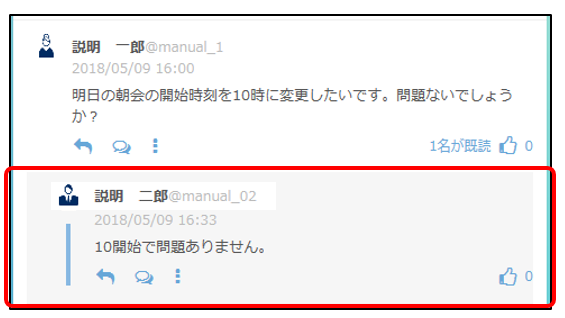 説明　一郎@manual_1
2018/05/09 16:00
明日の朝会の開始時刻を10時に変更したいです。問題ないでしょう
か？
1名が既読 0
説明　二郎@manual_02
2018/05/09 16:33
10開始で問題ありません。
0